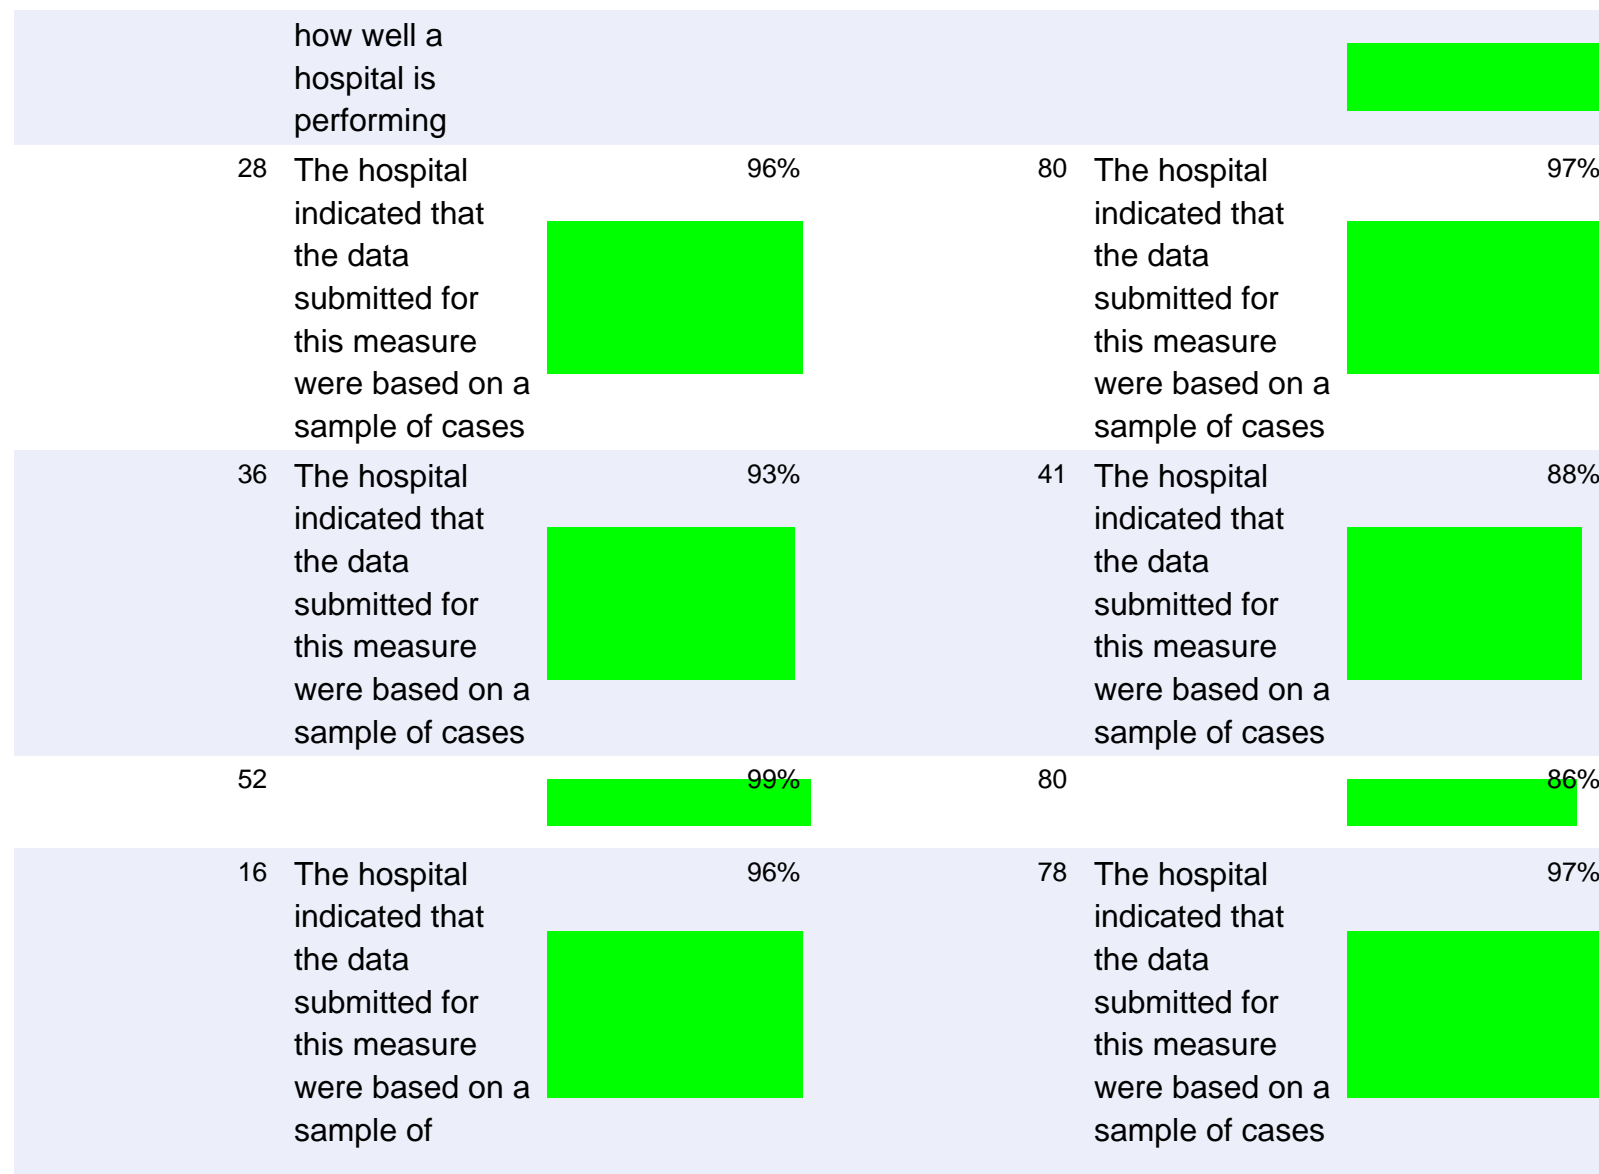 how well a
hospital is
performing
28 The hospital 96% 80 The hospital 97%
indicated that indicated that
the data the data
submitted for submitted for
this measure this measure
were based on a were based on a
sample of cases sample of cases
36 The hospital 93% 41 The hospital 88%
indicated that indicated that
the data the data
submitted for submitted for
this measure this measure
were based on a were based on a
sample of cases sample of cases
52 99% 80 86%
16 The hospital 96% 78 The hospital 97%
indicated that indicated that
the data the data
submitted for submitted for
this measure this measure
were based on a were based on a
sample of sample of cases